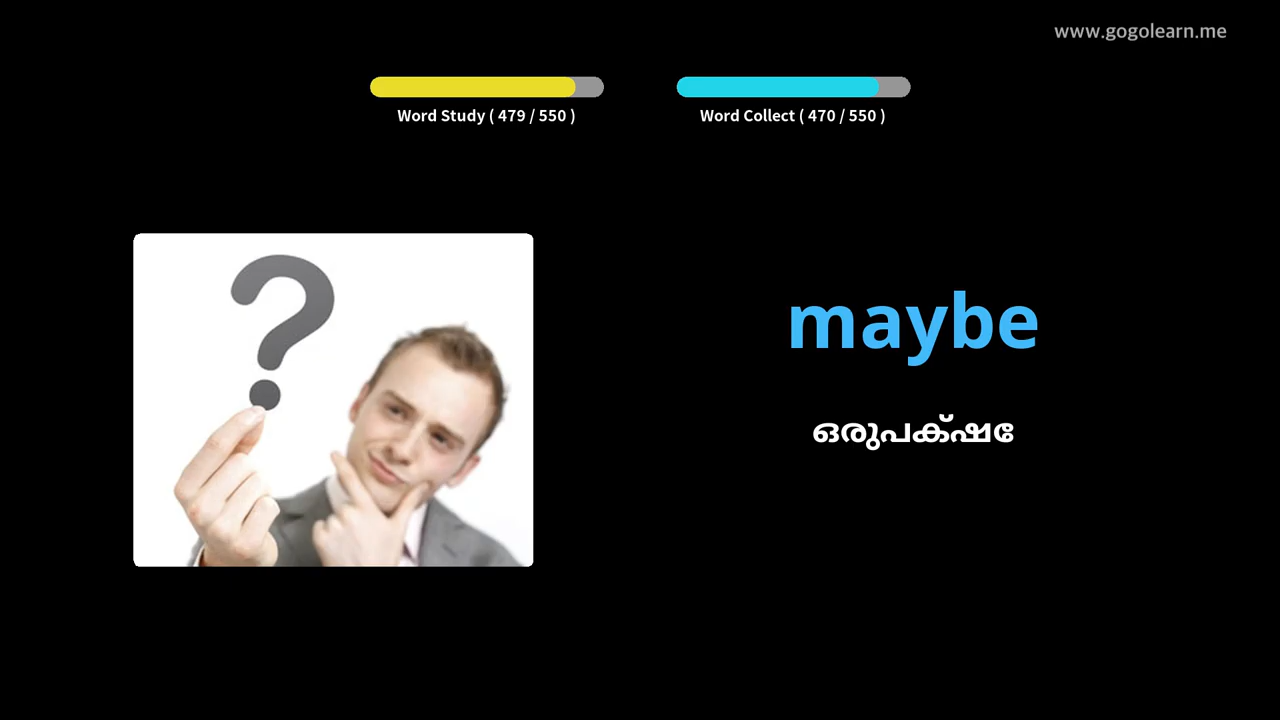 www.gogolearn.me
Word Study ( 479 / 550 )
Word Collect ( 470 / 550 )
?
maybe
ഒരുപക്ഷേ